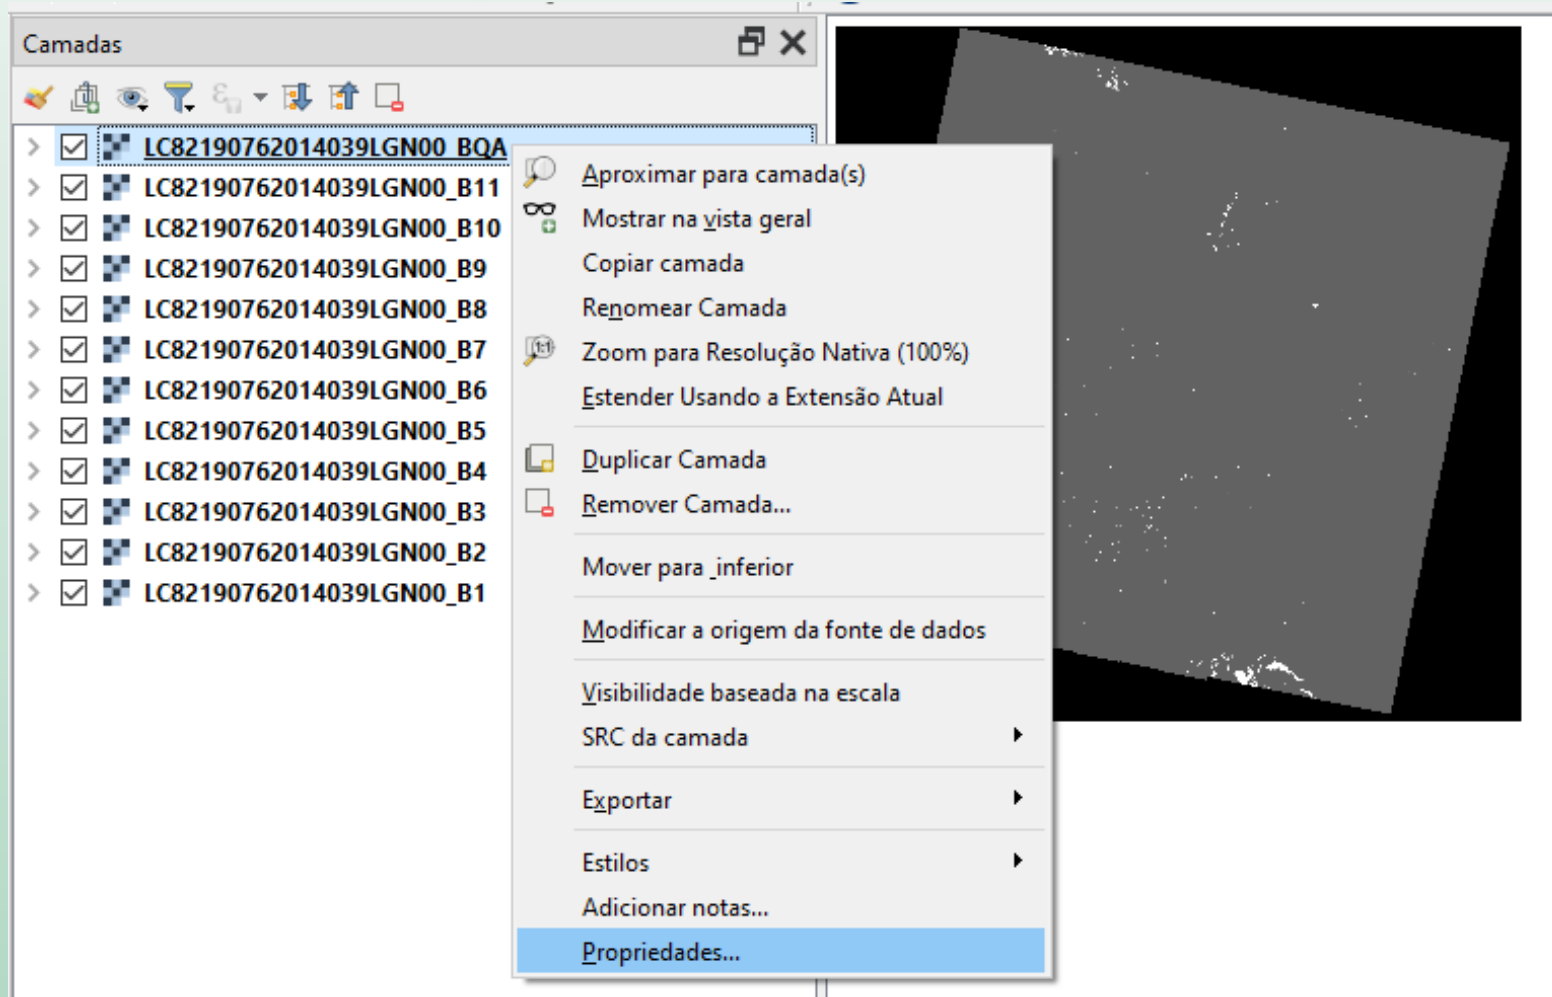 Camadas
LC82190762014039LGN00_BQA
LC82190762014039LGN00_B11
LC82190762014039LGN00_B10
LC82190762014039LGN00_B9
LC82190762014039LGN00_B8
LC82190762014039LGN00_B7
LC82190762014039LGN00_B6
LC82190762014039LGN00_B5
LC82190762014039LGN00_B4
LC82190762014039LGN00_B3
LC82190762014039LGN00_B2
LC82190762014039LGN00_B1
Aproximar para camada(s)
Mostrar na vista geral
Copiar camada
Renomear Camada
1:1
Zoom para Resolução Nativa (100%)
Estender Usando a Extensão Atual
Duplicar Camada
Remover Camada...
Mover para _inferior
Modificar a origem da fonte de dados
Visibilidade baseada na escala
SRC da camada
Exportar
Estilos
Adicionar notas...
Propriedades...